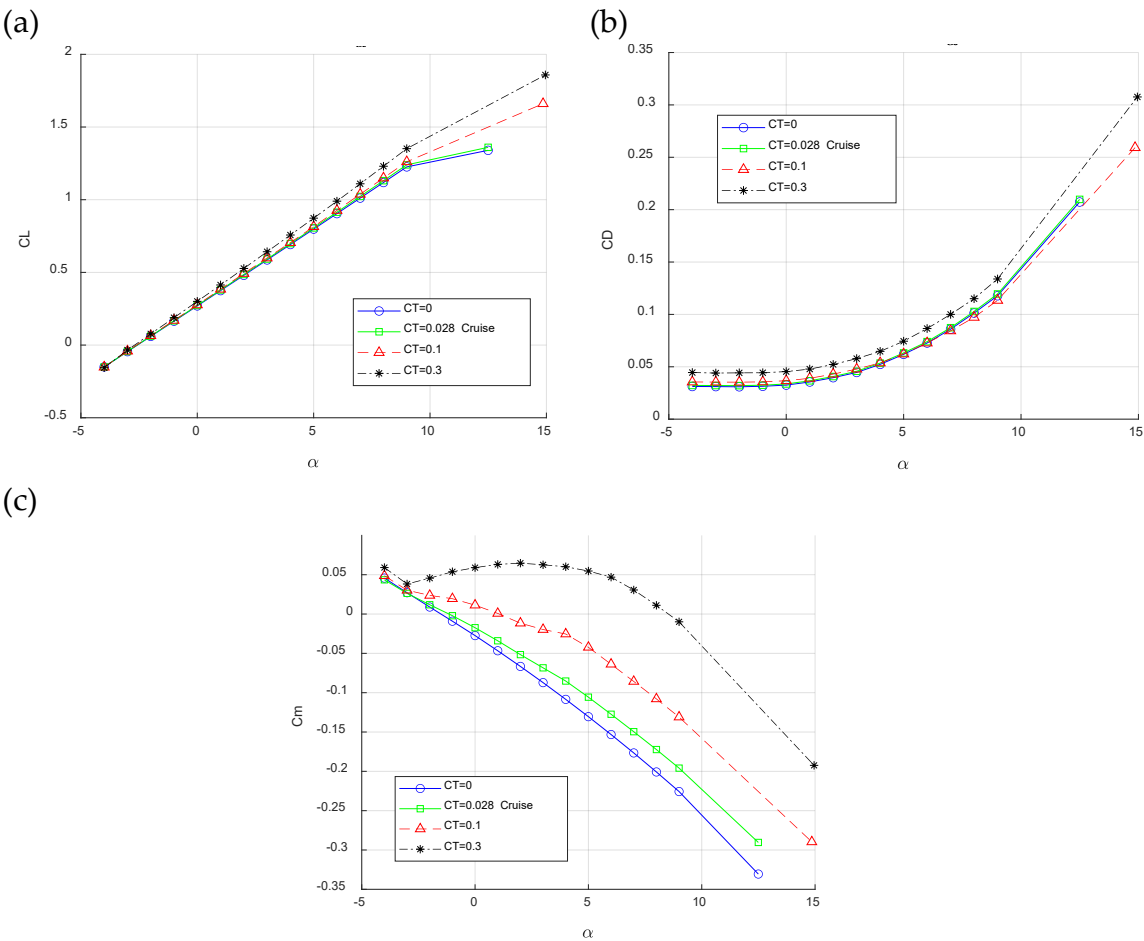 (a)
(b)
2
1.5
1
0.5
0
-0.5
CL
-5
0
5
10
15
α
CT=0
CT=0.028 Cruise
CT=0.1
CT=0.3
0.35
0.3
0.25
0.2
0.15
0.1
0.05
0
CD
-5
0
5
10
15
α
CT=0
CT=0.028 Cruise
CT=0.1
CT=0.3
(c)
0.05
0
-0.05
-0.1
-0.15
-0.2
-0.25
-0.3
-0.35
Cm
-5
0
5
10
15
α
CT=0
CT=0.028 Cruise
CT=0.1
CT=0.3